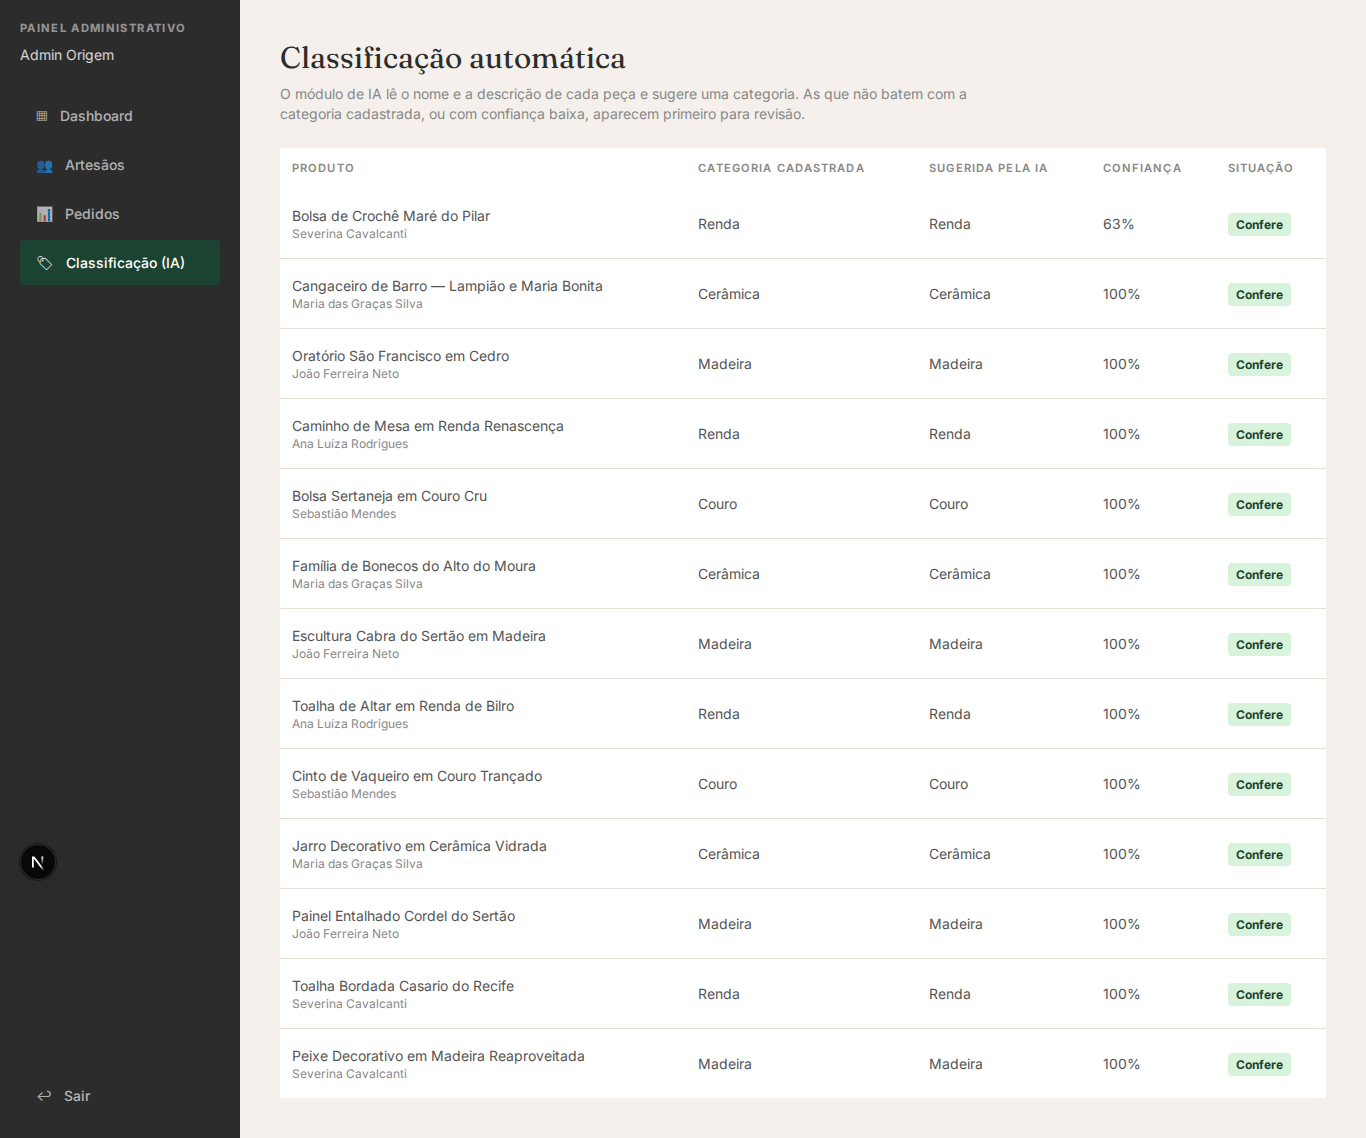 PAINEL ADMINISTRATIVO
Admin Origem
Dashboard
Artesãos
Pedidos
Classificação (IA)
Sair
N
Classificação automática
O módulo de IA lê o nome e a descrição de cada peça e sugere uma categoria. As que não batem com a
categoria cadastrada, ou com confiança baixa, aparecem primeiro para revisão.
PRODUTO CATEGORIA CADASTRADA SUGERIDA PELA IA CONFIANÇA SITUAÇÃO
Bolsa de Crochê Maré do Pilar
Severina Cavalcanti
Renda Renda 63% Confere
Cangaceiro de Barro — Lampião e Maria Bonita
Maria das Graças Silva
Cerâmica Cerâmica 100% Confere
Oratório São Francisco em Cedro
João Ferreira Neto
Madeira Madeira 100% Confere
Caminho de Mesa em Renda Renascença
Ana Luíza Rodrigues
Renda Renda 100% Confere
Bolsa Sertaneja em Couro Cru
Sebastião Mendes
Couro Couro 100% Confere
Família de Bonecos do Alto do Moura
Maria das Graças Silva
Cerâmica Cerâmica 100% Confere
Escultura Cabra do Sertão em Madeira
João Ferreira Neto
Madeira Madeira 100% Confere
Toalha de Altar em Renda de Bilro
Ana Luíza Rodrigues
Renda Renda 100% Confere
Cinto de Vaqueiro em Couro Trançado
Sebastião Mendes
Couro Couro 100% Confere
Jarro Decorativo em Cerâmica Vidrada
Maria das Graças Silva
Cerâmica Cerâmica 100% Confere
Painel Entalhado Cordel do Sertão
João Ferreira Neto
Madeira Madeira 100% Confere
Toalha Bordada Casario do Recife
Severina Cavalcanti
Renda Renda 100% Confere
Peixe Decorativo em Madeira Reaproveitada
Severina Cavalcanti
Madeira Madeira 100% Confere